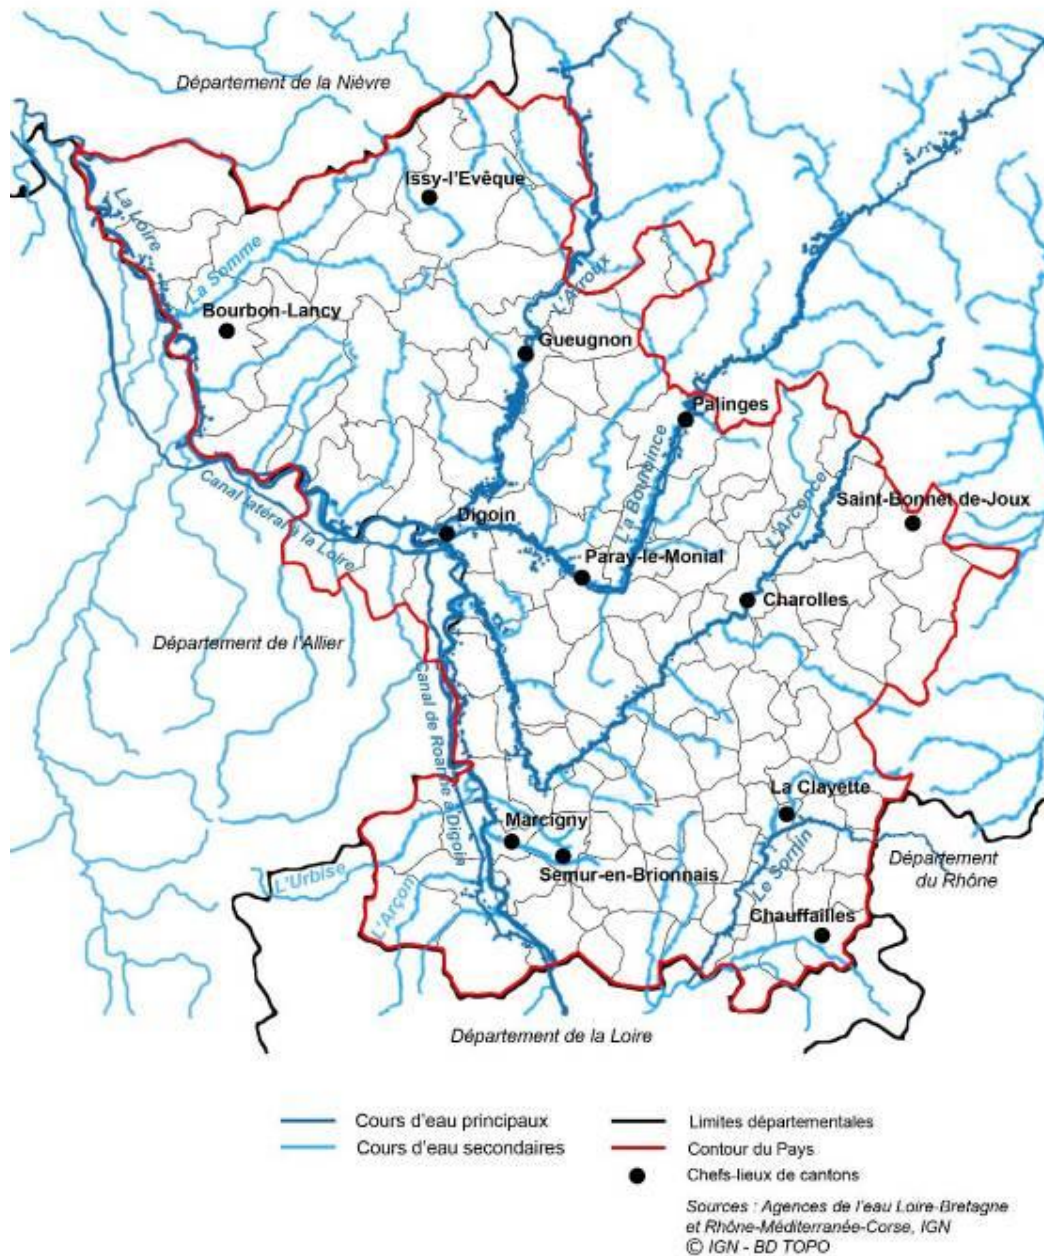 Département de la Nièvre
Issy-l'Evêque
La Loire
La Somme
L'Arroux
Bourbon-Lancy
Gueugnon
Palinges
La Bourbince
L'Arconce
Saint-Bonnet de-Joux
Canal latéral à la Loire
Digoin
Paray-le-Monial
Charolles
Département de l'Allier
Canal de Roanne à Digoin
La Clayette
Marcigny
Le Sornin
Département
du Rhône
L'Urbise
L'Arçon
Semur-en-Brionnais
Chauffailles
Département de la Loire
Cours d'eau principaux
Cours d'eau secondaires
Limites départementales
Contour du Pays
Chefs-lieux de cantons
Sources : Agences de l'eau Loire-Bretagne
et Rhône-Méditerranée-Corse, IGN
© IGN - BD TOPO